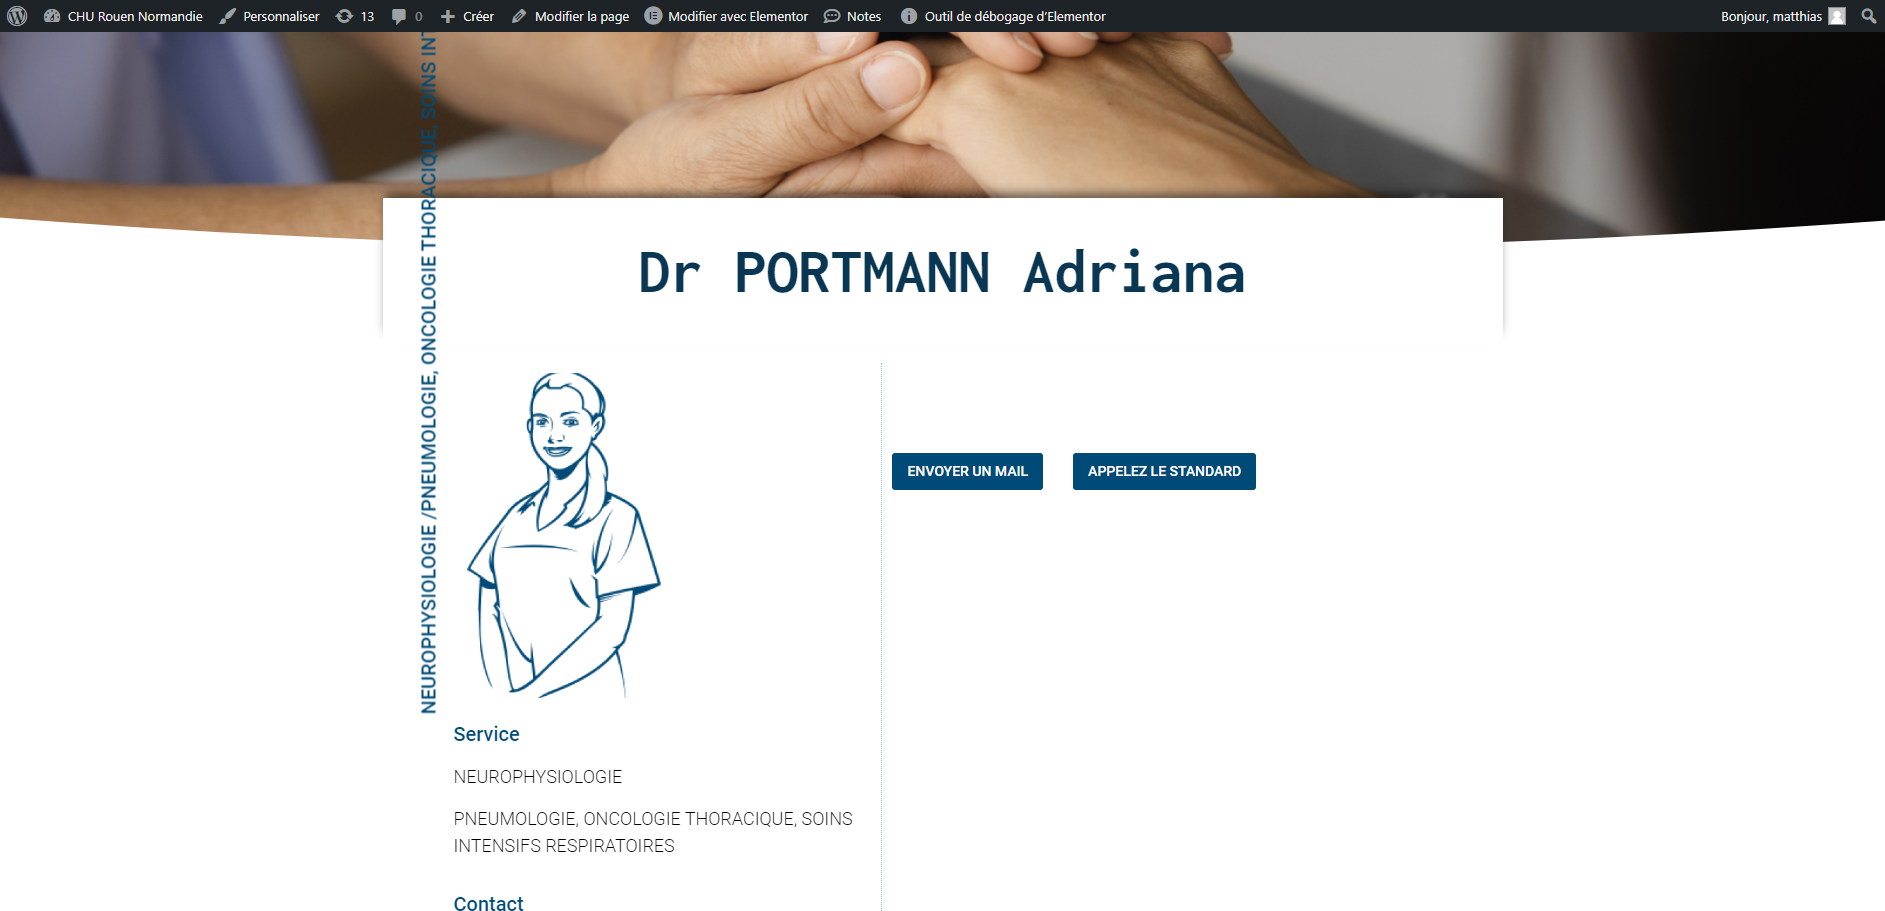 CHU Rouen Normandie Personnaliser 13 0 Créer Modifier la page Modifier avec Elementor Notes Outil de débogage d'Elementor Bonjour, matthias
NEUROPHYSIOLOGIE /PNEUMOLOGIE, ONCOLOGIE THORACIQUE, SOINS
Dr PORTMANN Adriana
ENVOYER UN MAIL APPELEZ LE STANDARD
Service
NEUROPHYSIOLOGIE
PNEUMOLOGIE, ONCOLOGIE THORACIQUE, SOINS
INTENSIFS RESPIRATOIRES
Contact